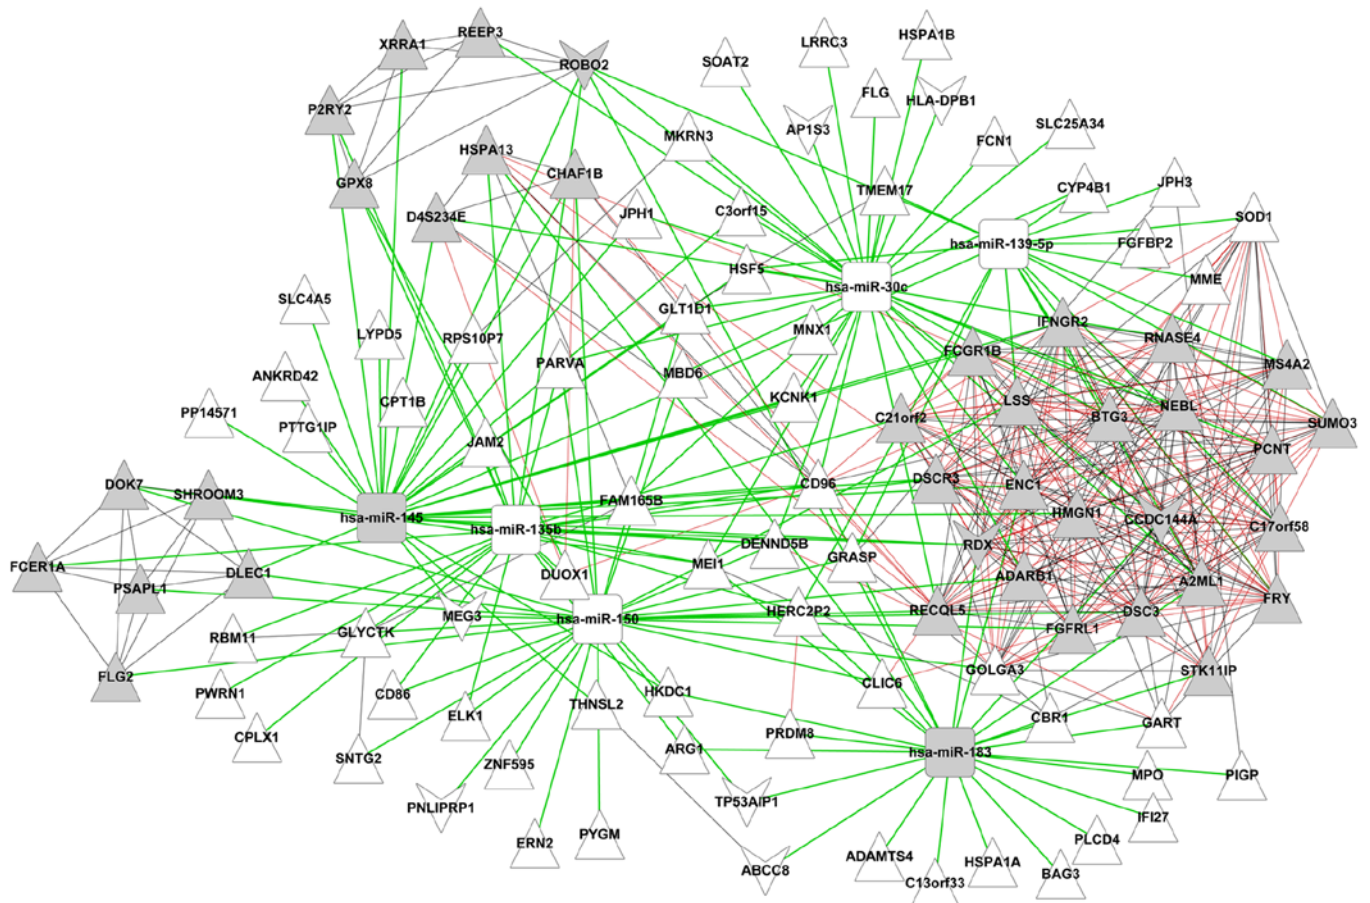 REEP3
XRRA1
ROBO2
LRRC3
HSPA1B
SOAT2
FLG
HLA-DPB1
P2RY2
AP1S3
SLC25A34
MKRN3
FCN1
HSPA13
CHAF1B
GPX8
TMEM17
CYP4B1
JPH3
D4S234E
JPH1
C3orf15
SOD1
hsa-miR-139-5p
FGFBP2
HSF5
MME
hsa-miR-30c
SLC4A5
GLT1D1
IFNGR2
LYPD5
RPS10P7
MNX1
RNASE4
FCGR1B
PARVA
MBD6
MS4A2
ANKRD42
KCNK1
LSS
NEBL
CPT1B
PP14571
C21orf2
BTG3
SUMO3
PTTG1IP
JAM2
PCNT
DOK7
SHROOM3
CD96
DSCR3
ENC1
FAM165B
hsa-miR-145
hsa-miR-135b
HMGN1
CCDC144A
C17orf58
DENND5B
RDX
FCER1A
DLEC1
DUOX1
MEI1
GRASP
ADARB1
A2ML1
PSAPL1
FRY
MEG3
hsa-miR-150
HERC2P2
RECQL5
DSC3
RBM11
GLYCTK
FGFRL1
FLG2
GOLGA3
STK11IP
PWRN1
CD86
HKDC1
CLIC6
THNSL2
ELK1
CBR1
GART
CPLX1
PRDM8
ARG1
hsa-miR-183
SNTG2
ZNF595
MPO
PIGP
PNLIPRP1
TP53AIP1
IFI27
PYGM
PLCD4
ERN2
ADAMTS4
HSPA1A
ABCC8
C13orf33
BAG3